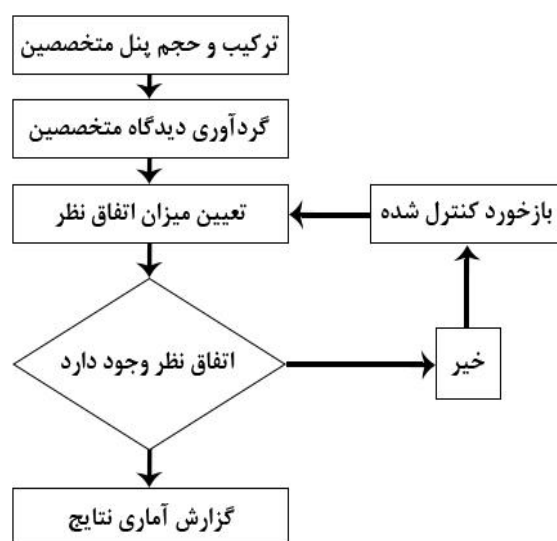 ترکیب و حجم پنل متخصصین
گردآوری دیدگاه متخصصین
تعیین میزان اتفاق نظر
بازخورد کنترل شده
اتفاق نظر وجود دارد
خیر
گزارش آماری نتایج